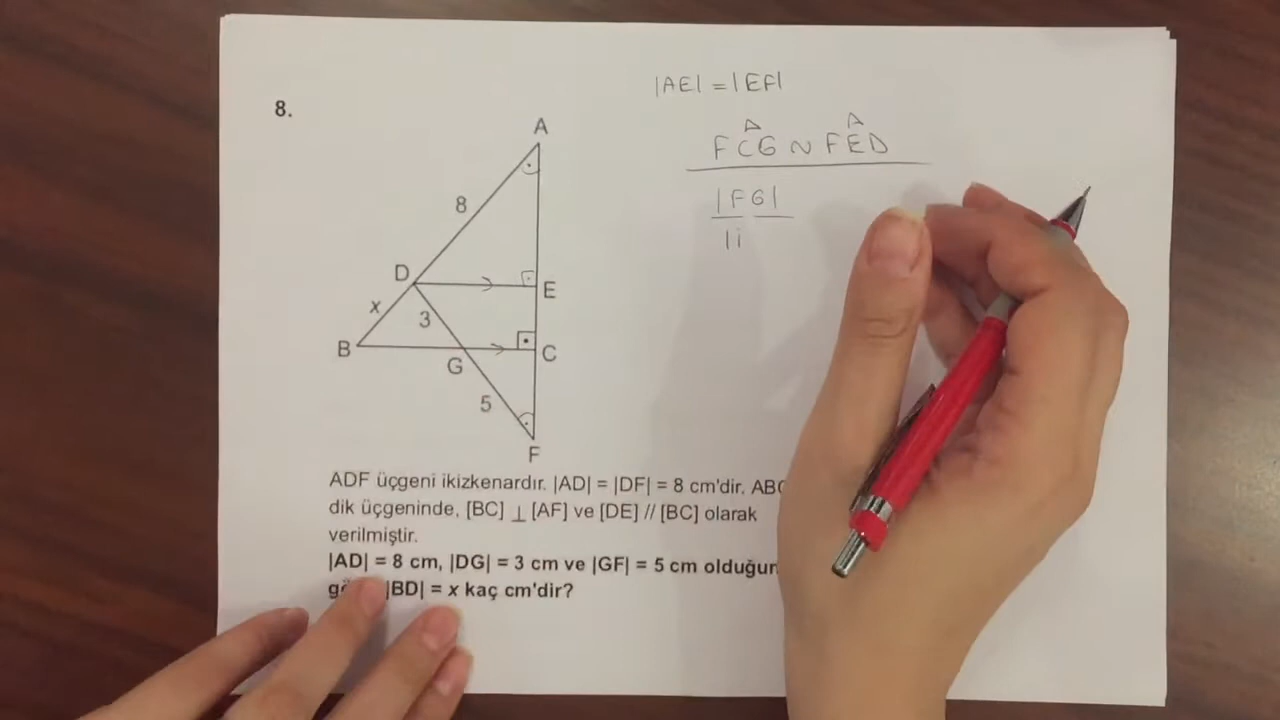 8.
|AE| = |EF|
FCG ~ FED
|FG|
A
8
D
E
x
3
B
C
G
5
F
ADF üçgeni ikizkenardır. |AD| = |DF| = 8 cm'dir. ABC
dik üçgeninde, [BC] ⊥ [AF] ve [DE] // [BC] olarak
verilmiştir.
|AD| = 8 cm, |DG| = 3 cm ve |GF| = 5 cm
|BD| = x kaç cm'dir?